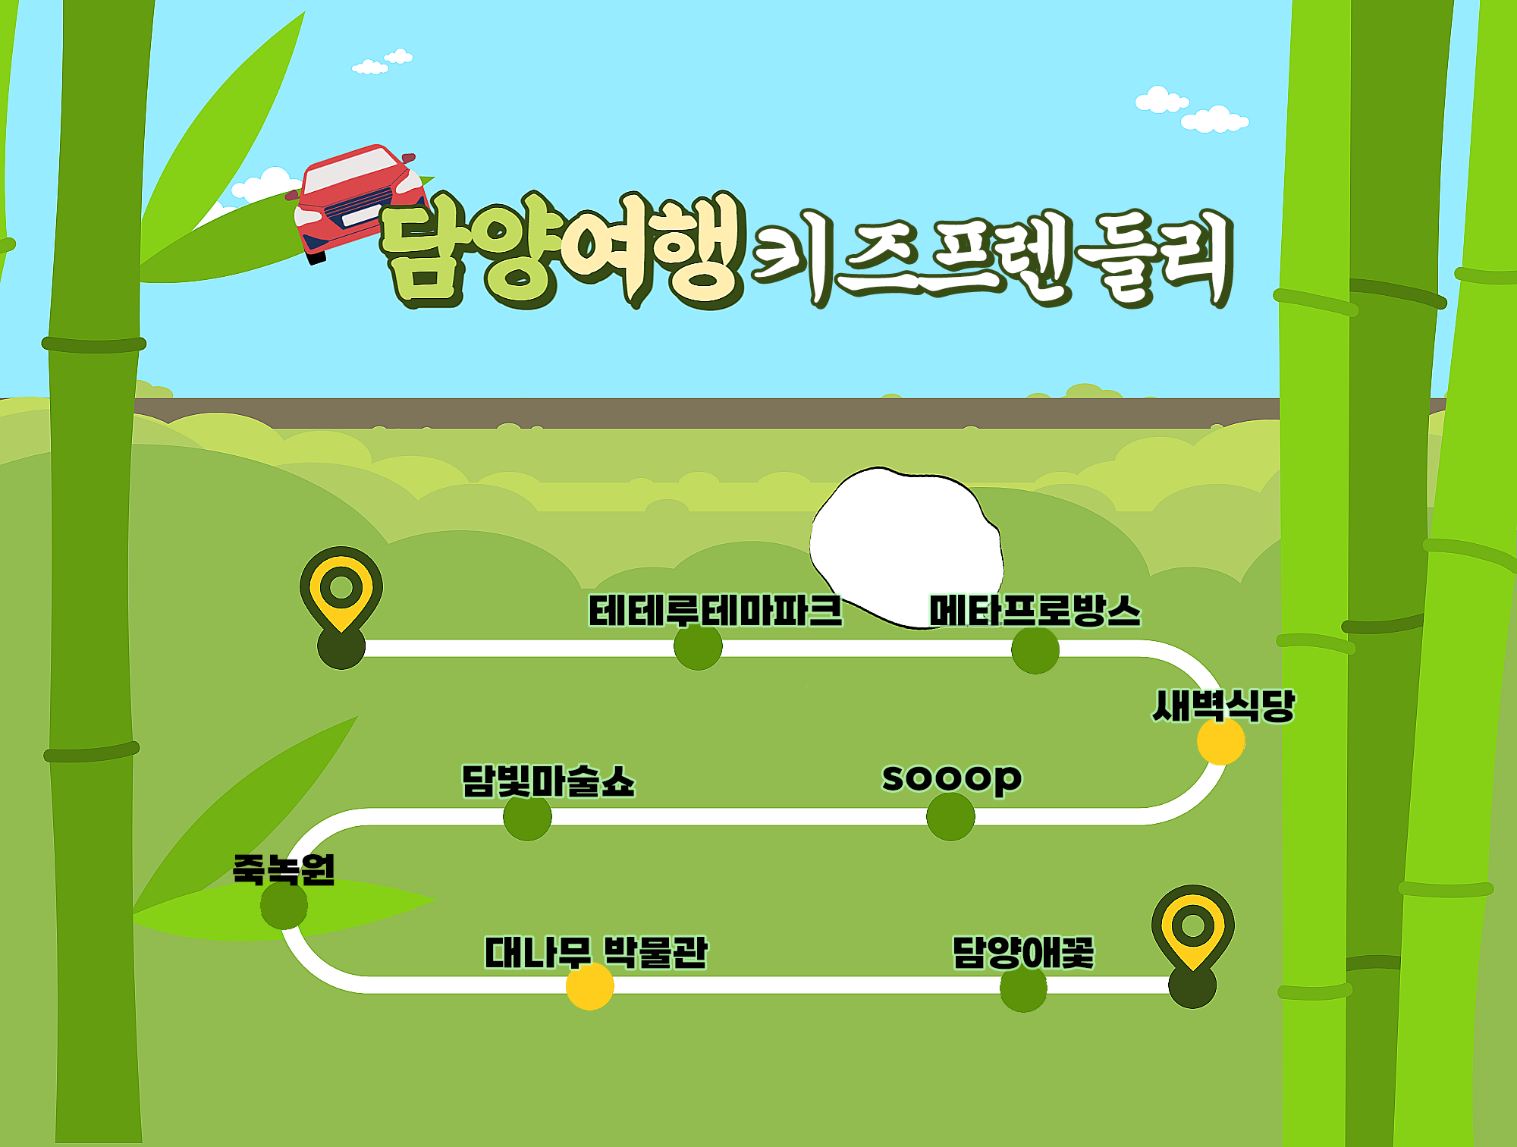 담양여행 키즈프렌들리
테테루테마파크
메타프로방스
새벽식당
sooop
담빛마술쇼
죽녹원
대나무 박물관
담양애꽃